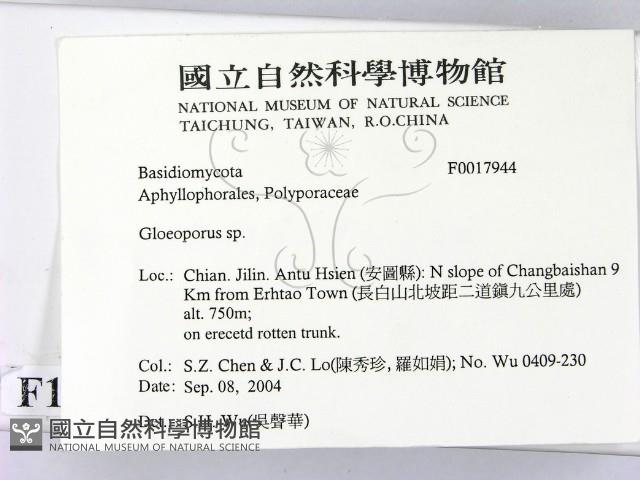 國立自然科學博物館
NATIONAL MUSEUM OF NATURAL SCIENCE
TAICHUNG, TAIWAN, R.O.CHINA
Basidiomycota F0017944
Aphyllophorales, Polyporaceae
Gloeoporus sp.
Loc.: Chian. Jilin. Antu Hsien (安圖縣): N slope of Changbaishan 9
Km from Erhtao Town (長白山北坡距二道鎮九公里處)
alt. 750m;
on erecetd rotten trunk.
Col.: S.Z. Chen & J.C. Lo(陳秀珍, 羅如娟); No. Wu 0409-230
Date: Sep. 08, 2004
F1
Det.: S.H. Wu(吳聲華)
國立自然科學博物館
NATIONAL MUSEUM OF NATURAL SCIENCE